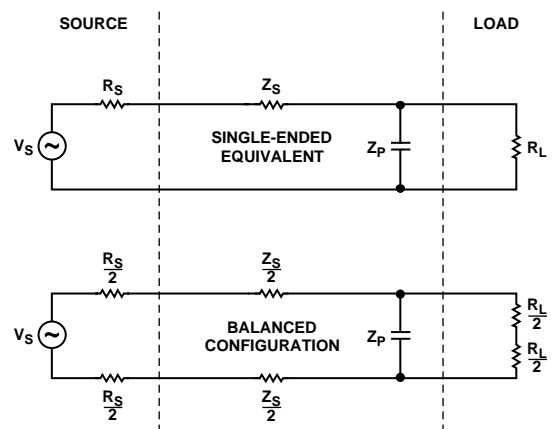 SOURCE LOAD
R_S Z_S
V_S SINGLE-ENDED
EQUIVALENT Z_P R_L
R_S/2 Z_S/2
V_S BALANCED
CONFIGURATION Z_P R_L/2
R_L/2
R_S/2 Z_S/2